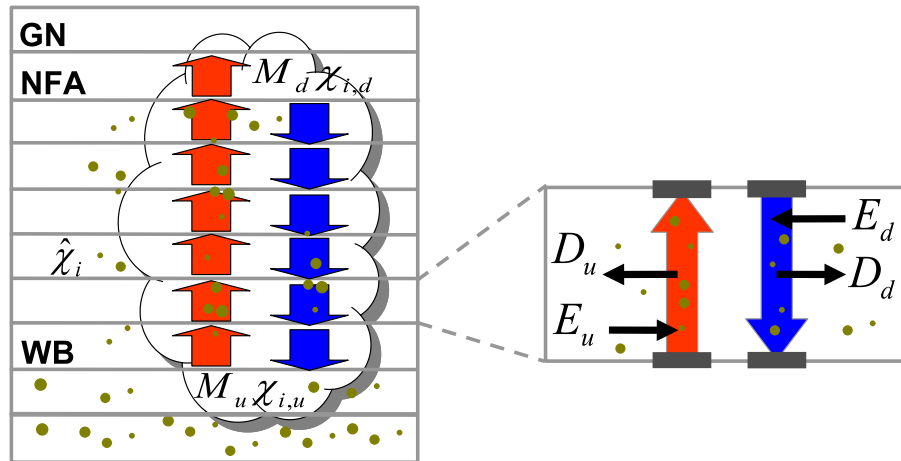 GN
NFA
M_d χ_{i,d}
χ̂_i
WB
M_u χ_{i,u}
E_d
D_u
D_d
E_u